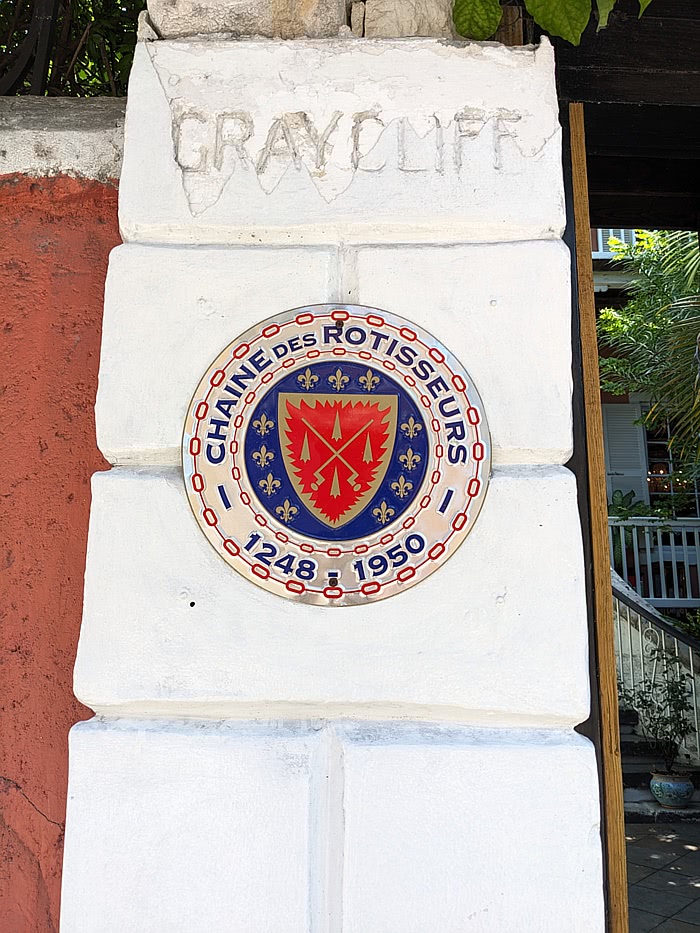 GRAYCLIFF
CHAINE DES ROTISSEURS
1248 - 1950